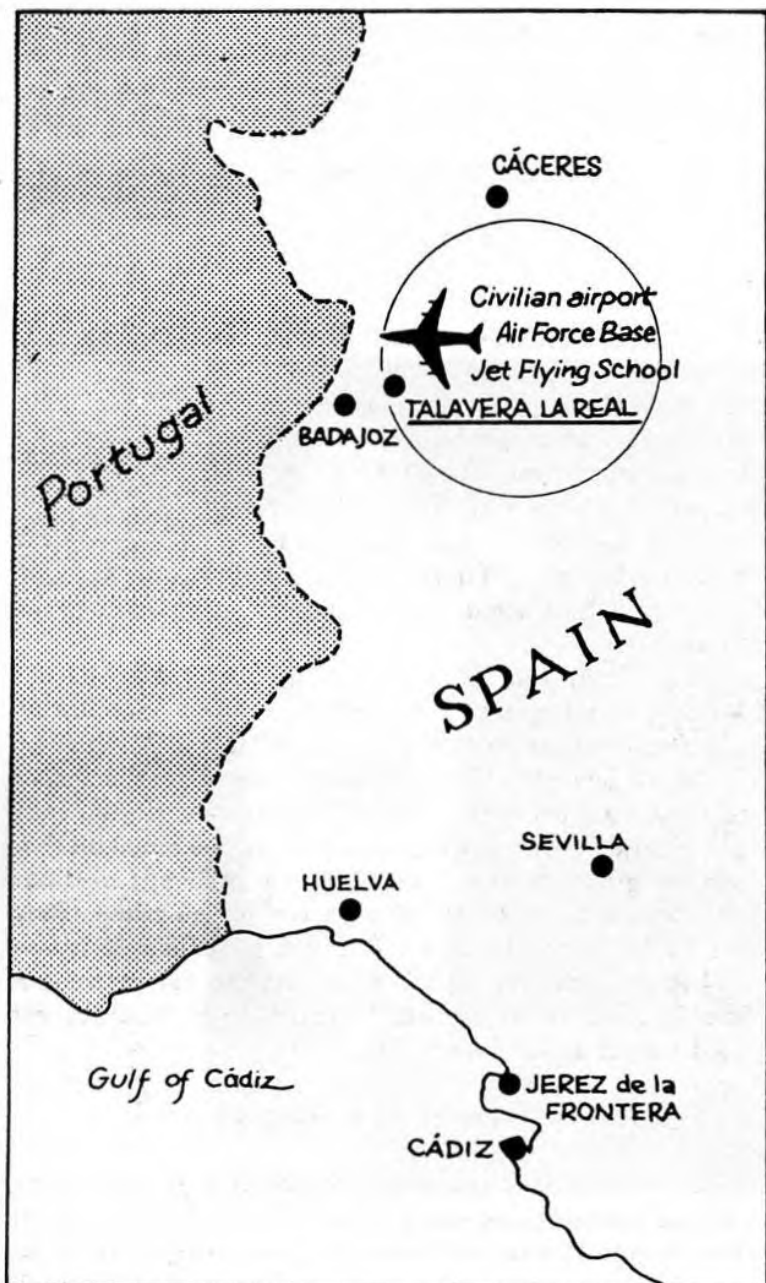 CÁCERES
Civilian airport
Air Force Base
Jet Flying School
TALAVERA LA REAL
BADAJOZ
Portugal
SPAIN
SEVILLA
HUELVA
Gulf of Cádiz
JEREZ de la
FRONTERA
CÁDIZ